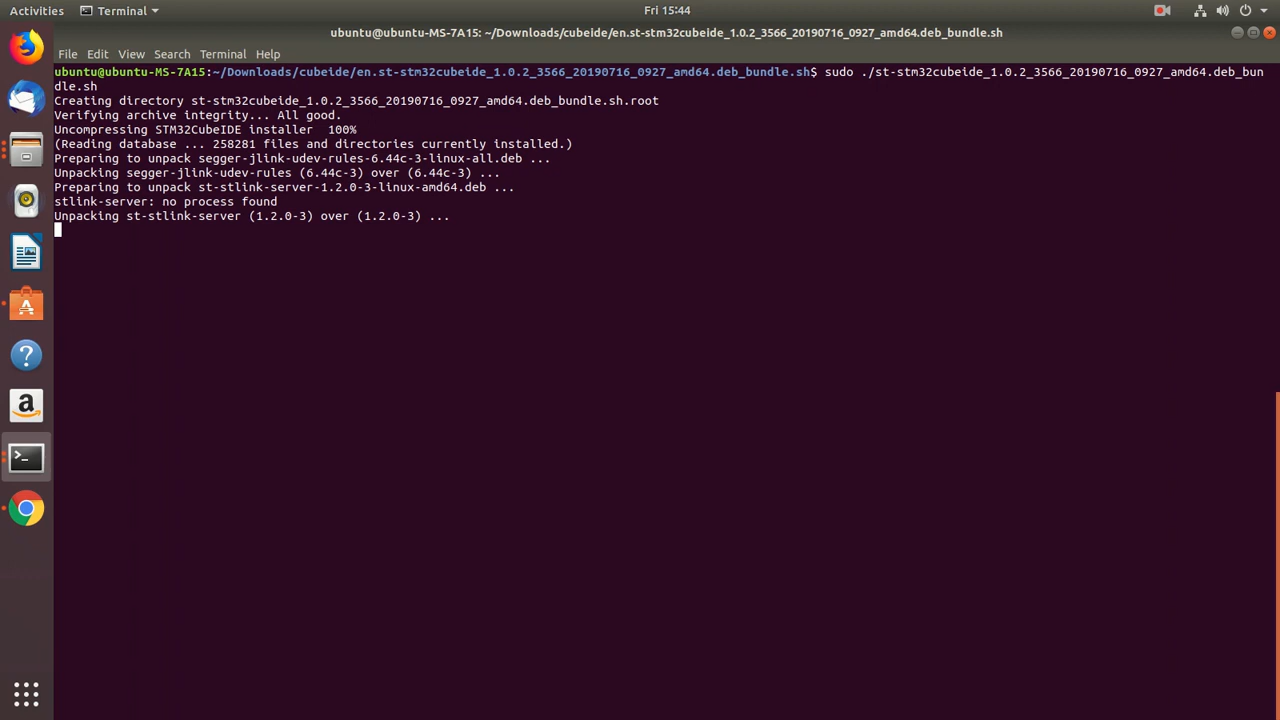 Activities Terminal Fri 15:44
ubuntu@ubuntu-MS-7A15: ~/Downloads/cubeide/en.st-stm32cubeide_1.0.2_3566_20190716_0927_amd64.deb_bundle.sh
File Edit View Search Terminal Help
ubuntu@ubuntu-MS-7A15:~/Downloads/cubeide/en.st-stm32cubeide_1.0.2_3566_20190716_0927_amd64.deb_bundle.sh$ sudo ./st-stm32cubeide_1.0.2_3566_20190716_0927_amd64.deb_bun
dle.sh
Creating directory st-stm32cubeide_1.0.2_3566_20190716_0927_amd64.deb_bundle.sh.root
Verifying archive integrity... All good.
Uncompressing STM32CubeIDE installer  100%
(Reading database ... 258281 files and directories currently installed.)
Preparing to unpack segger-jlink-udev-rules-6.44c-3-linux-all.deb ...
Unpacking segger-jlink-udev-rules (6.44c-3) over (6.44c-3) ...
Preparing to unpack st-stlink-server-1.2.0-3-linux-amd64.deb ...
stlink-server: no process found
Unpacking st-stlink-server (1.2.0-3) over (1.2.0-3) ...